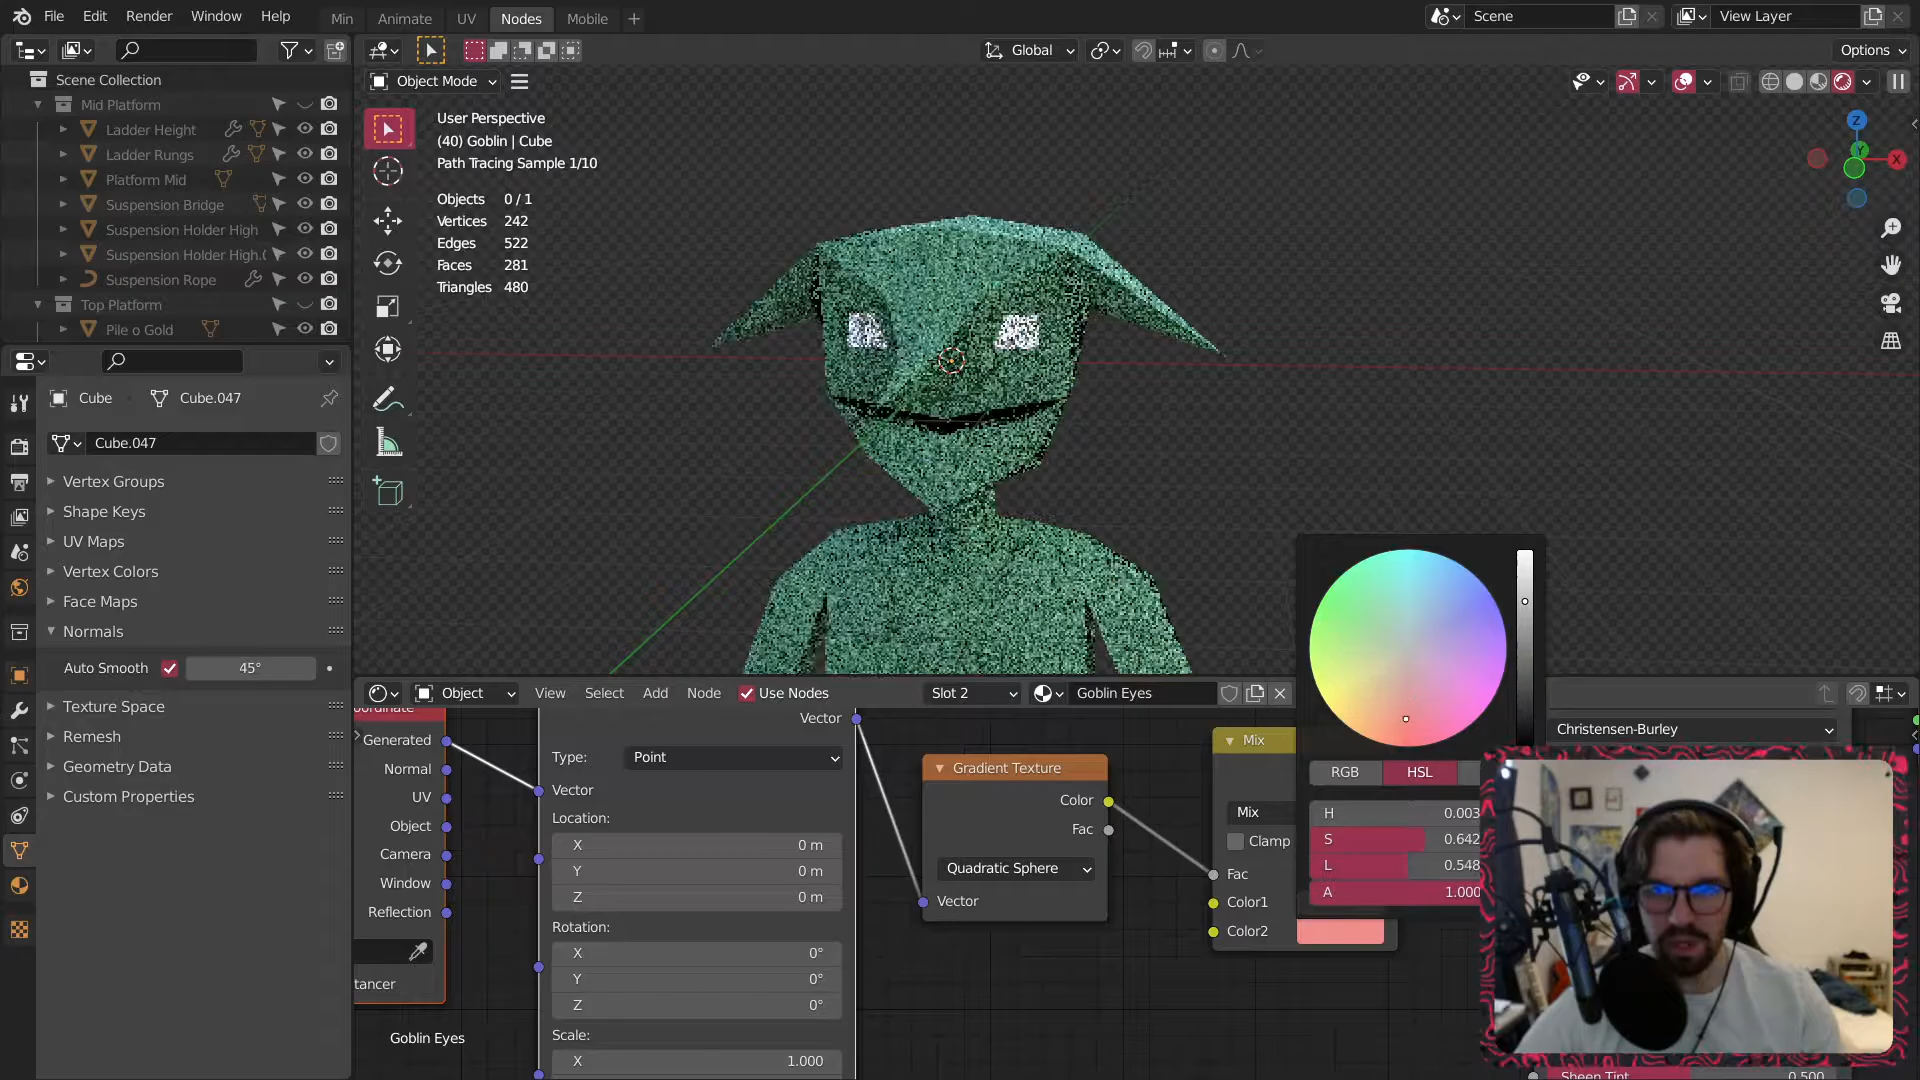 File Edit Render Window Help Min Animate UV Nodes Mobile + Scene View Layer
Global Options
Scene Collection
Object Mode
Mid Platform
Ladder Height
Ladder Rungs
Platform Mid
Suspension Bridge
Suspension Holder High
Suspension Holder High.
Suspension Rope
Top Platform
Pile o Gold
User Perspective
(40) Goblin | Cube
Path Tracing Sample 1/10
Objects 0 / 1
Vertices 242
Edges 522
Faces 281
Triangles 480
Z
Y
X
Cube Cube.047
Cube.047
Vertex Groups
Shape Keys
UV Maps
Vertex Colors
Face Maps
Normals
Auto Smooth 45°
Texture Space
Remesh
Geometry Data
Custom Properties
Object View Select Add Node Use Nodes Slot 2 Goblin Eyes
Generated
Normal
UV
Object
Camera
Window
Reflection
tancer
Goblin Eyes
Vector
Type: Point
Vector
Location:
X 0 m
Y 0 m
Z 0 m
Rotation:
X 0°
Y 0°
Z 0°
Scale:
X 1.000
Gradient Texture
Color
Fac
Quadratic Sphere
Vector
Mix
Mix
Clamp
Fac
Color1
Color2
RGB HSL
H 0.003
S 0.642
L 0.548
A 1.000
Christensen-Burley
Sheen Tint 0.500